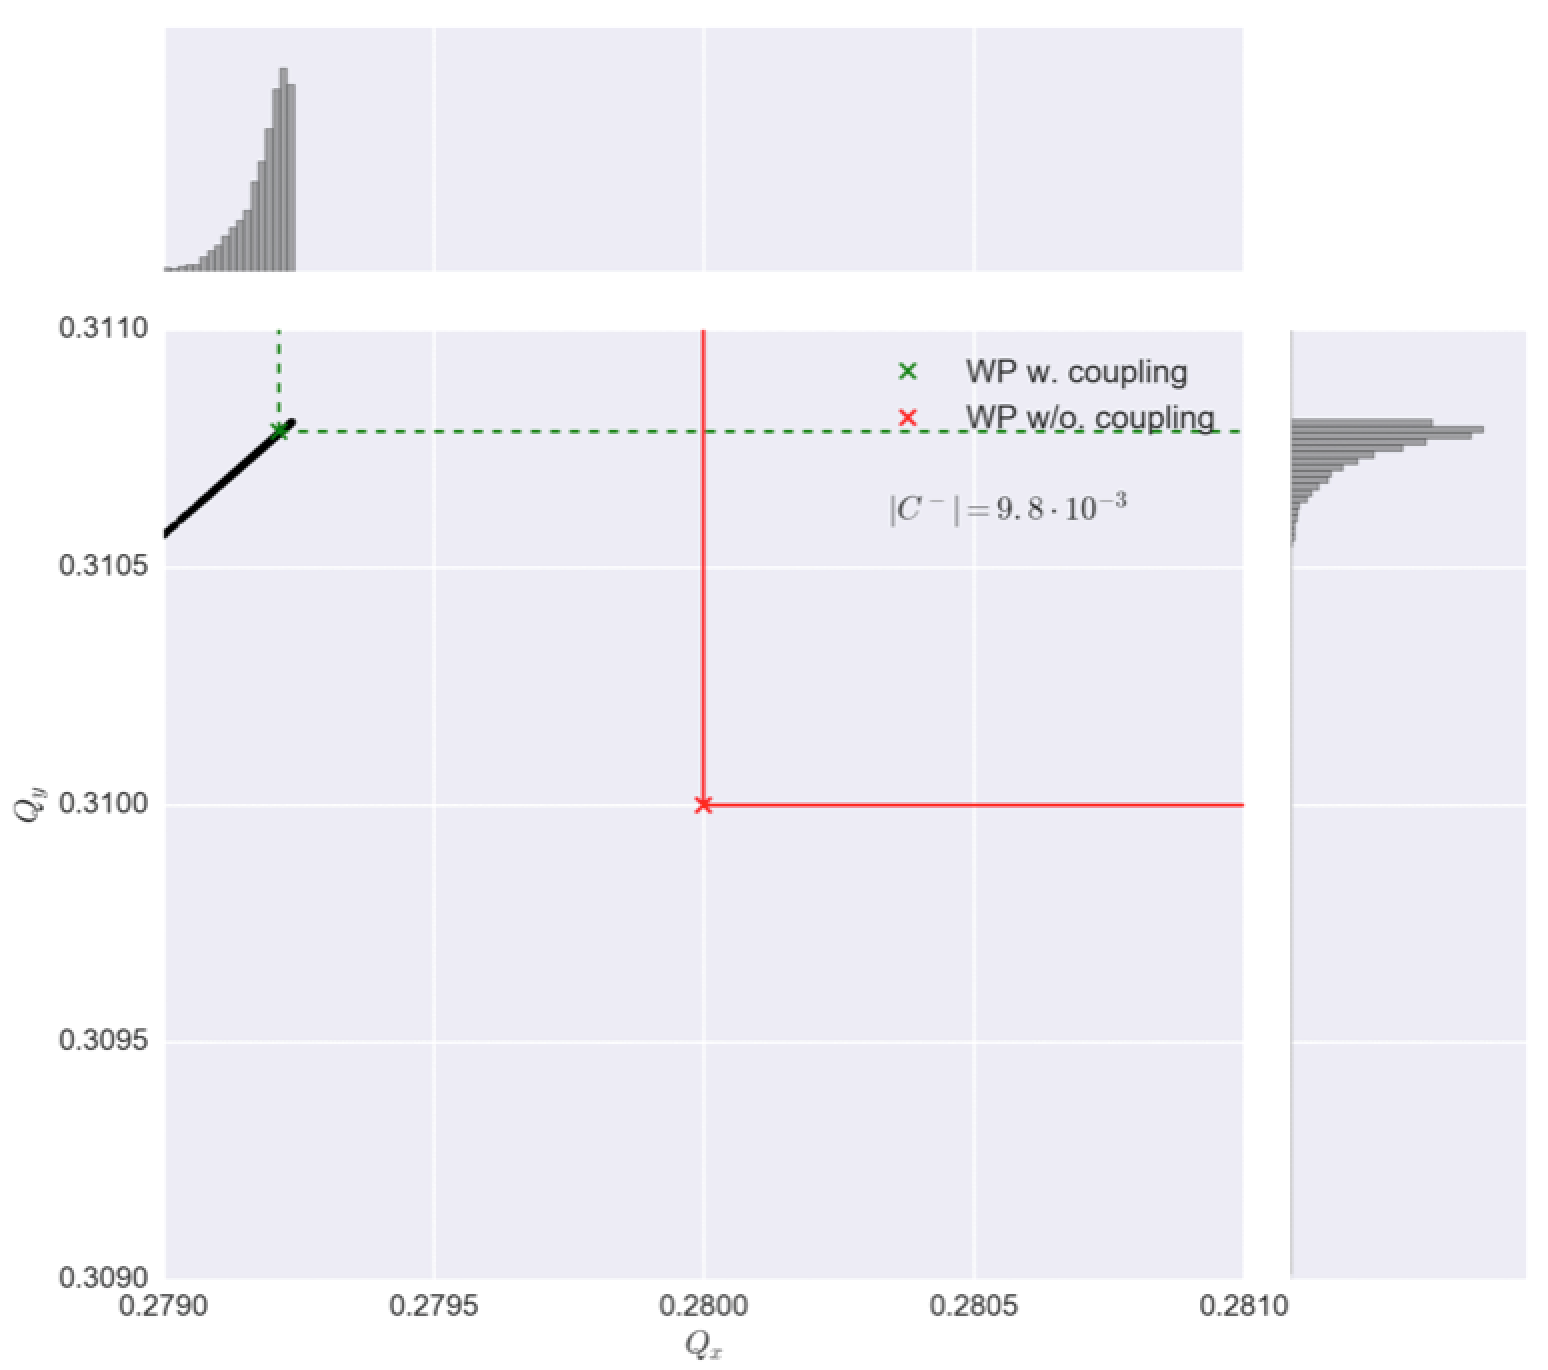 0.3110
WP w. coupling
WP w/o. coupling
|C⁻| = 9.8 · 10⁻³
0.3105
Q_y
0.3100
0.3095
0.3090
0.2790 0.2795 0.2800 0.2805 0.2810
Q_x